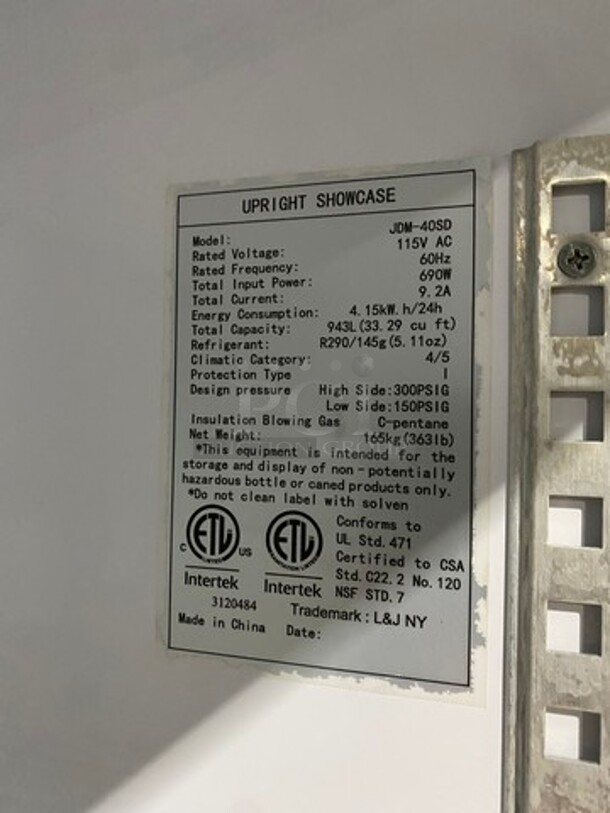 UPRIGHT SHOWCASE
Model: JDM-40SD
Rated Voltage: 115V AC
Rated Frequency: 60Hz
Total Input Power: 690W
Total Current: 9.2A
Energy Consumption: 4.15kW.h/24h
Total Capacity: 943L(33.29 cu ft)
Refrigerant: R290/145g(5.11oz)
Climatic Category: 4/5
Protection Type I
Design pressure High Side:300PSIG
Low Side:150PSIG
Insulation Blowing Gas C-pentane
Net Weight: 165kg(363lb)
*This equipment is intended for the
storage and display of non-potentially
hazardous bottle or caned products only.
*Do not clean label with solven
ETL ETL Conforms to
C US UL Std. 471
Intertek Intertek Certified to CSA
3120484 Std. C22.2 No.120
NSF STD.7
Trademark: L&J NY
Made in China Date: